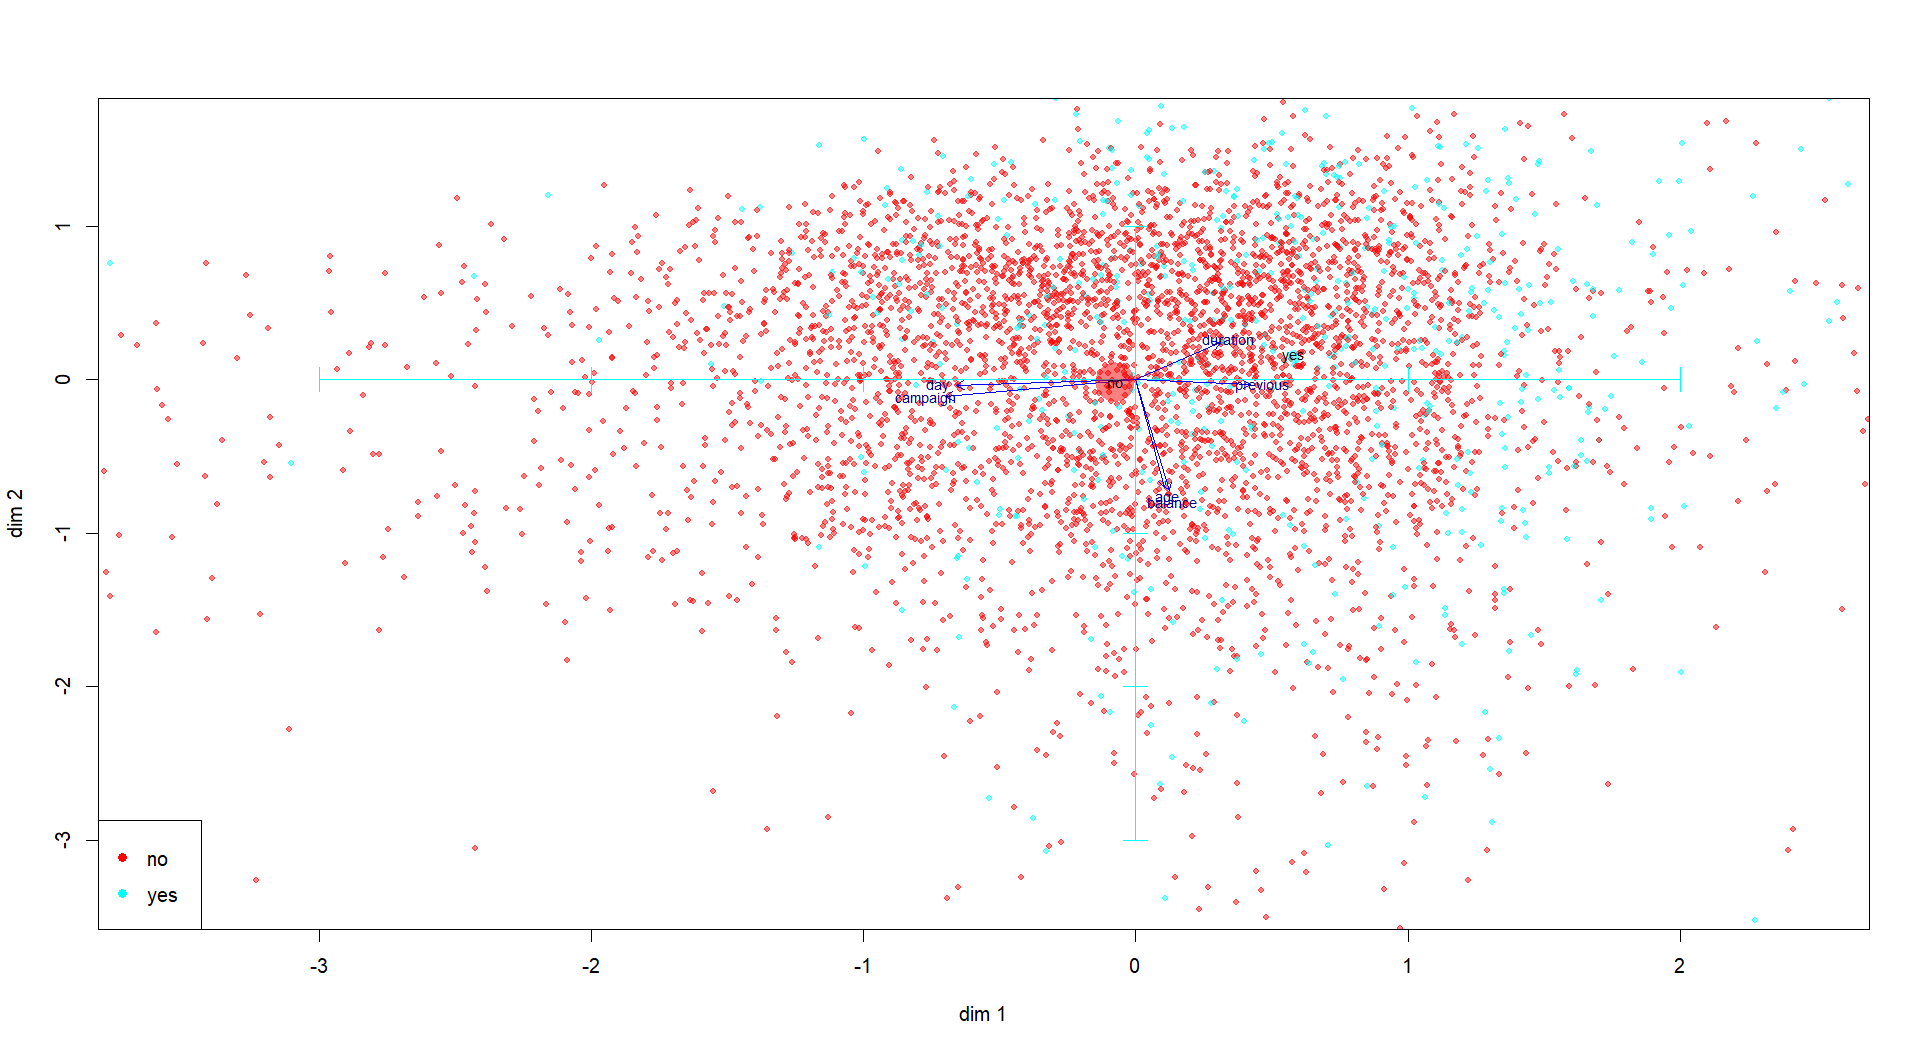 dim 2
1
0
-1
-2
-3
duration
yes
no
day
previous
campaign
age
balance
no
yes
-3
-2
-1
0
1
2
dim 1